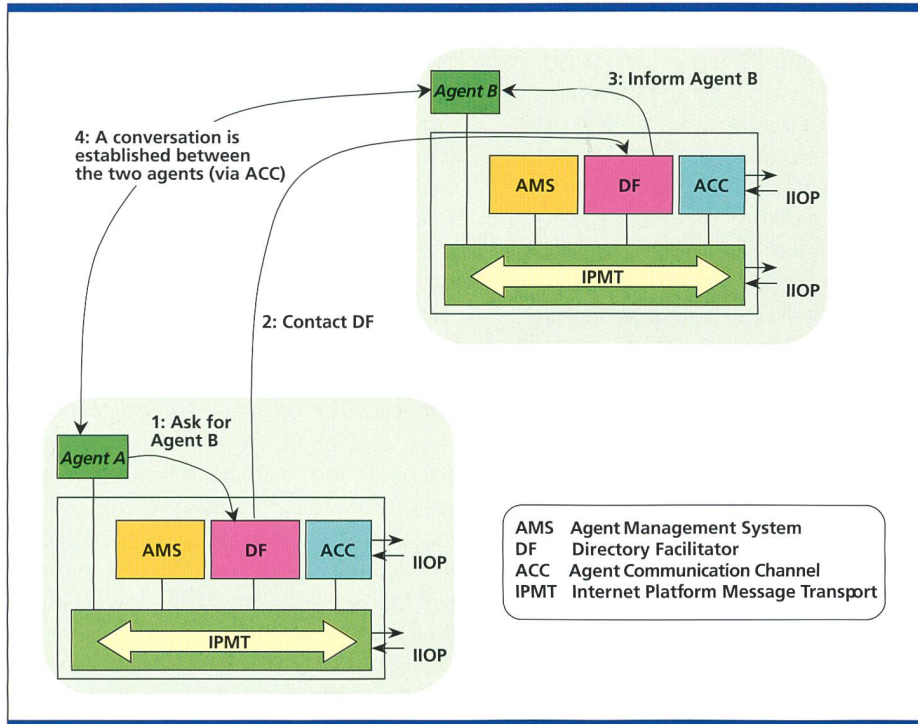 Agent B
3: Inform Agent B
4: A conversation is
established between
the two agents (via ACC)
AMS
DF
ACC
IIOP
IPMT
IIOP
2: Contact DF
1: Ask for
Agent B
Agent A
AMS
DF
ACC
IIOP
IPMT
IIOP
AMS Agent Management System
DF Directory Facilitator
ACC Agent Communication Channel
IPMT Internet Platform Message Transport